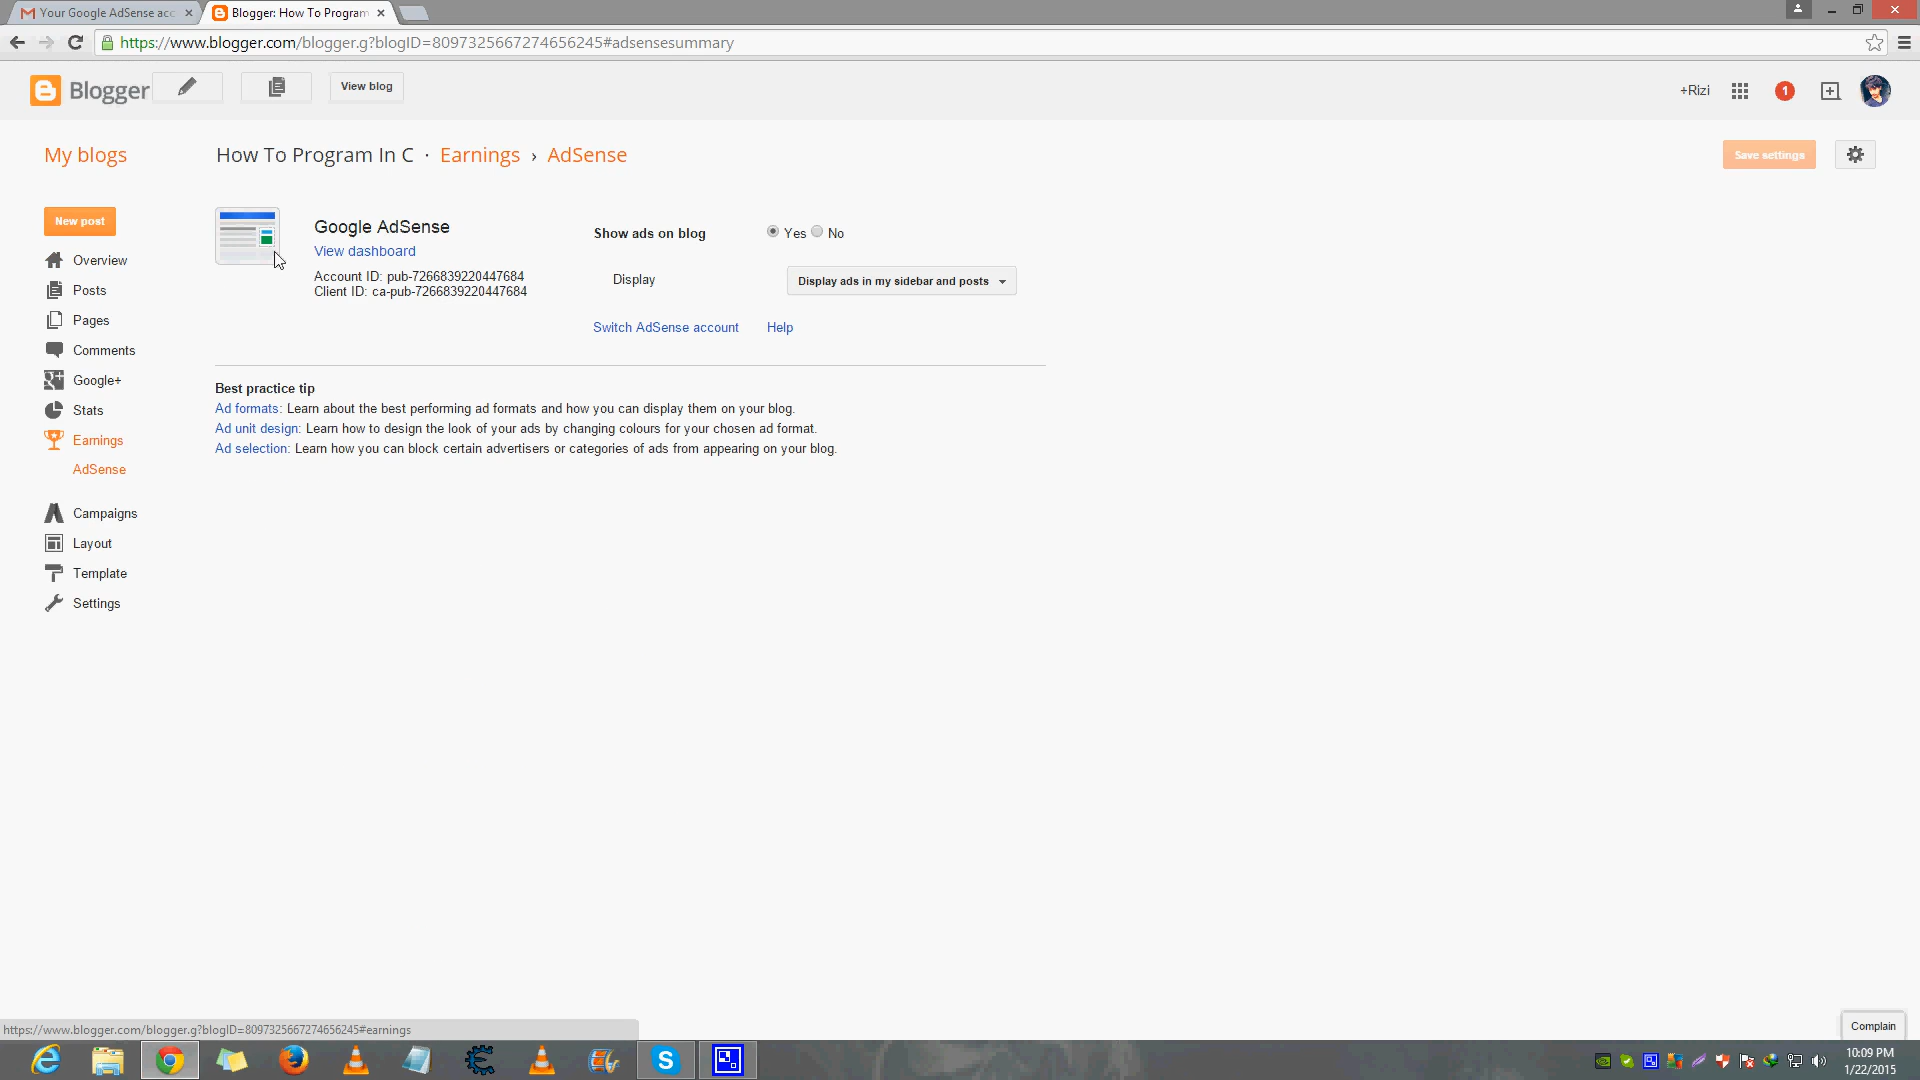 Your Google AdSense acc
Blogger: How To Program
https://www.blogger.com/blogger.g?blogID=8097325667274656245#adsensesummary
Blogger
View blog
+Rizi
1
My blogs
How To Program In C · Earnings › AdSense
Save settings
New post
Overview
Posts
Pages
Comments
Google+
Stats
Earnings
AdSense
Campaigns
Layout
Template
Settings
Google AdSense
View dashboard
Account ID: pub-7266839220447684
Client ID: ca-pub-7266839220447684
Show ads on blog
Yes
No
Display
Display ads in my sidebar and posts
Switch AdSense account
Help
Best practice tip
Ad formats: Learn about the best performing ad formats and how you can display them on your blog.
Ad unit design: Learn how to design the look of your ads by changing colours for your chosen ad format.
Ad selection: Learn how you can block certain advertisers or categories of ads from appearing on your blog.
https://www.blogger.com/blogger.g?blogID=8097325667274656245#earnings
Complain
10:09 PM
1/22/2015